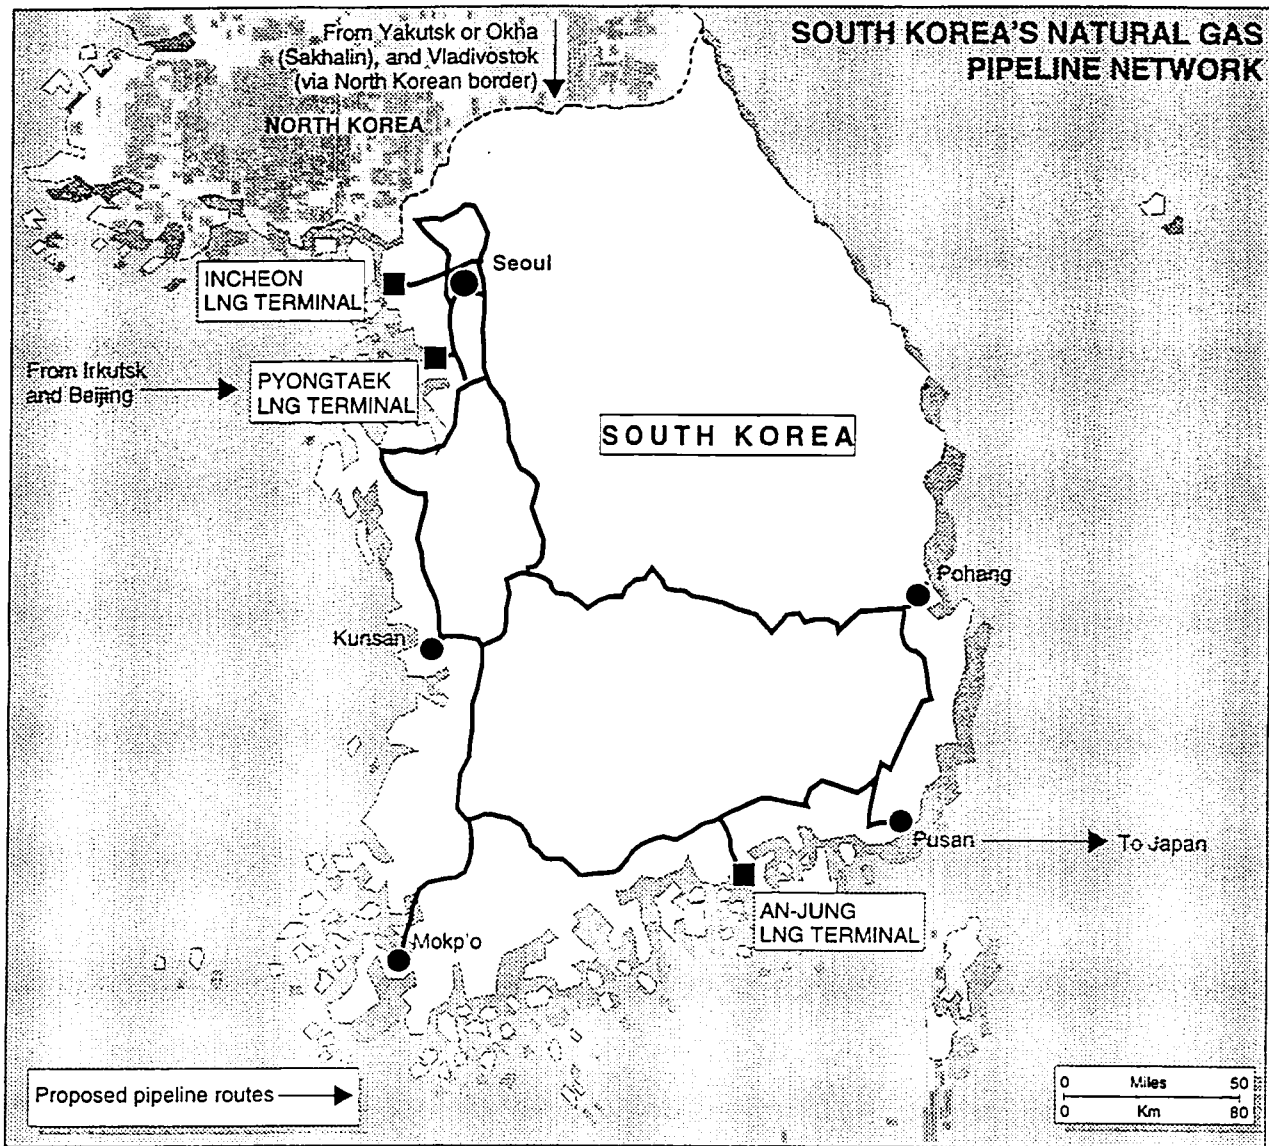 SOUTH KOREA'S NATURAL GAS
PIPELINE NETWORK
From Yakutsk or Okha
(Sakhalin), and Vladivostok
(via North Korean border)
NORTH KOREA
Seoul
INCHEON
LNG TERMINAL
From Irkutsk
and Beijing
PYONGTAEK
LNG TERMINAL
SOUTH KOREA
Pohang
Kunsan
Pusan
To Japan
AN-JUNG
LNG TERMINAL
Mokp'o
Proposed pipeline routes
0 Miles 50
0 Km 80